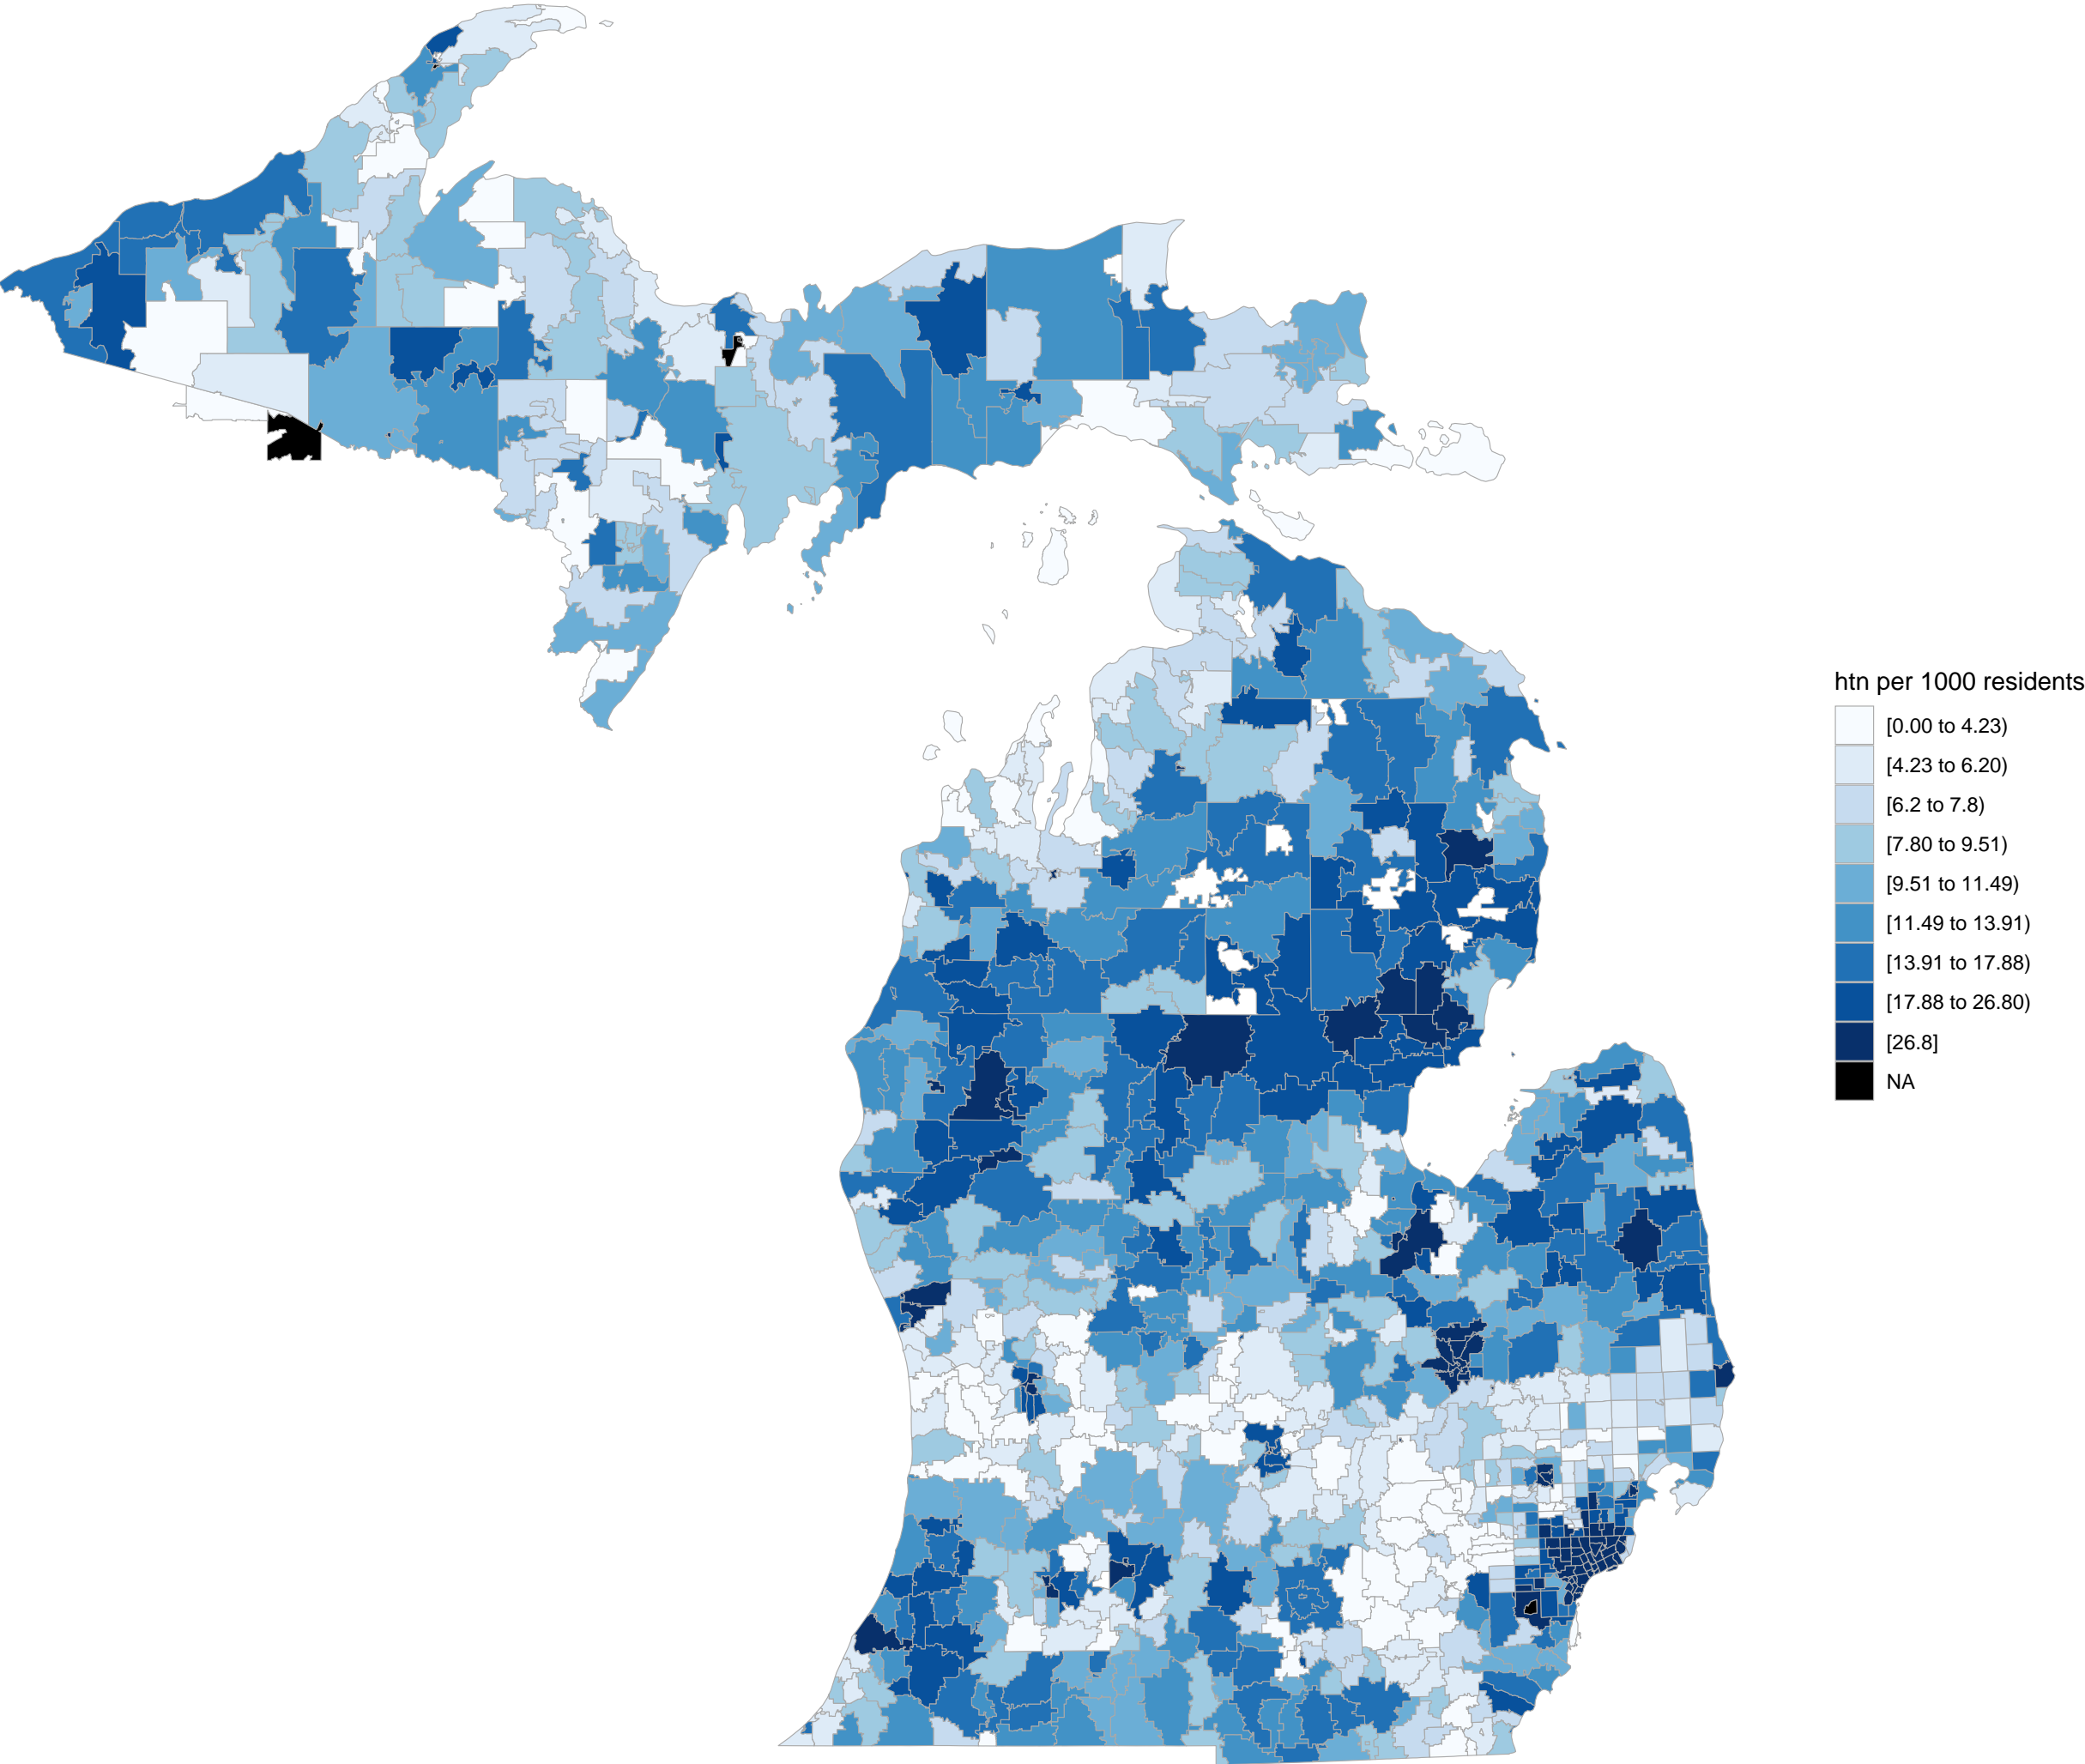 htn per 1000 residents
[0.00 to 4.23)
[4.23 to 6.20)
[6.2 to 7.8)
[7.80 to 9.51)
[9.51 to 11.49)
[11.49 to 13.91)
[13.91 to 17.88)
[17.88 to 26.80)
[26.8]
NA